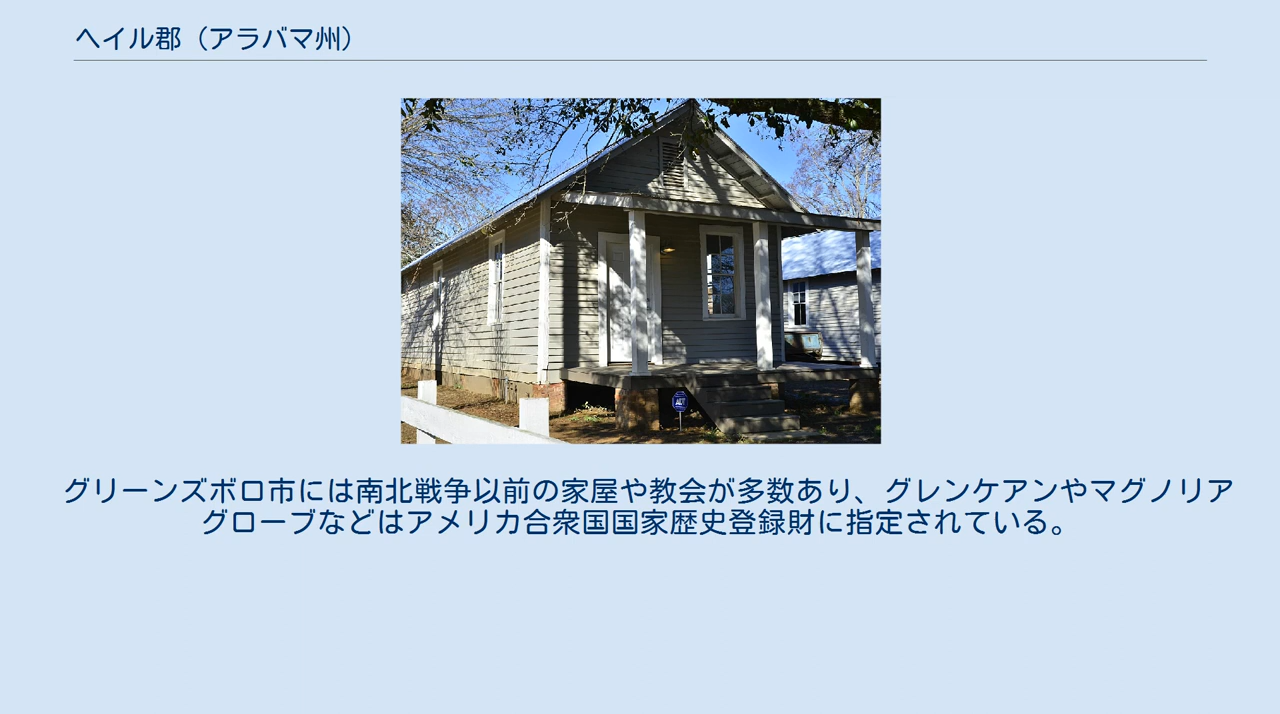 ヘイル郡（アラバマ州）
ADT
グリーンズボロ市には南北戦争以前の家屋や教会が多数あり、グレンケアンやマグノリア
グローブなどはアメリカ合衆国国家歴史登録財に指定されている。